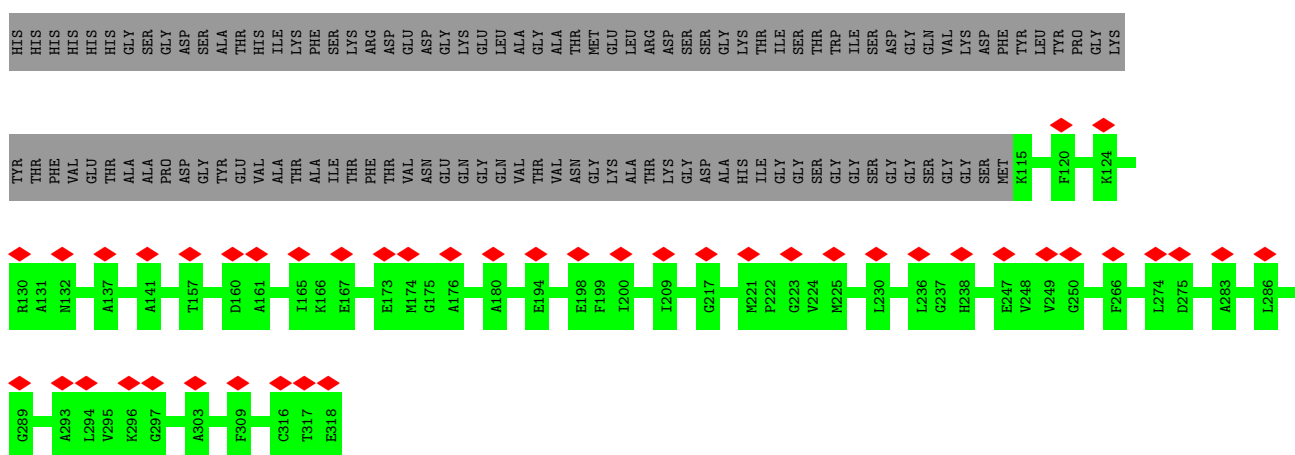 HIS HIS HIS HIS HIS HIS GLY SER GLY ASP SER ALA THR HIS ILE LYS PHE SER LYS ARG ASP GLU ASP GLY LYS GLU LEU ALA GLY ALA THR MET GLU LEU ARG ASP SER SER GLY LYS THR ILE SER THR TRP ILE SER ASP GLY GLN VAL LYS ASP PHE TYR LEU TYR PRO GLY LYS
TYR THR PHE VAL GLU THR ALA ALA PRO ASP GLY TYR GLU VAL ALA THR ALA ILE THR PHE THR VAL ASN GLU GLN GLY GLN VAL THR VAL ASN GLY LYS ALA THR LYS GLY ASP ALA HIS ILE GLY GLY SER GLY GLY SER GLY GLY SER GLY GLY SER MET K115 F120 K124
R130 A131 N132 A137 A141 T157 D160 A161 I165 K166 E167 E173 M174 G175 A176 A180 E194 E198 F199 I200 I209 G217 M221 P222 G223 V224 M225 L230 L236 G237 H238 E247 V248 V249 G250 F266 L274 D275 A283 L286
G289 A293 L294 V295 K296 G297 A303 F309 C316 T317 E318